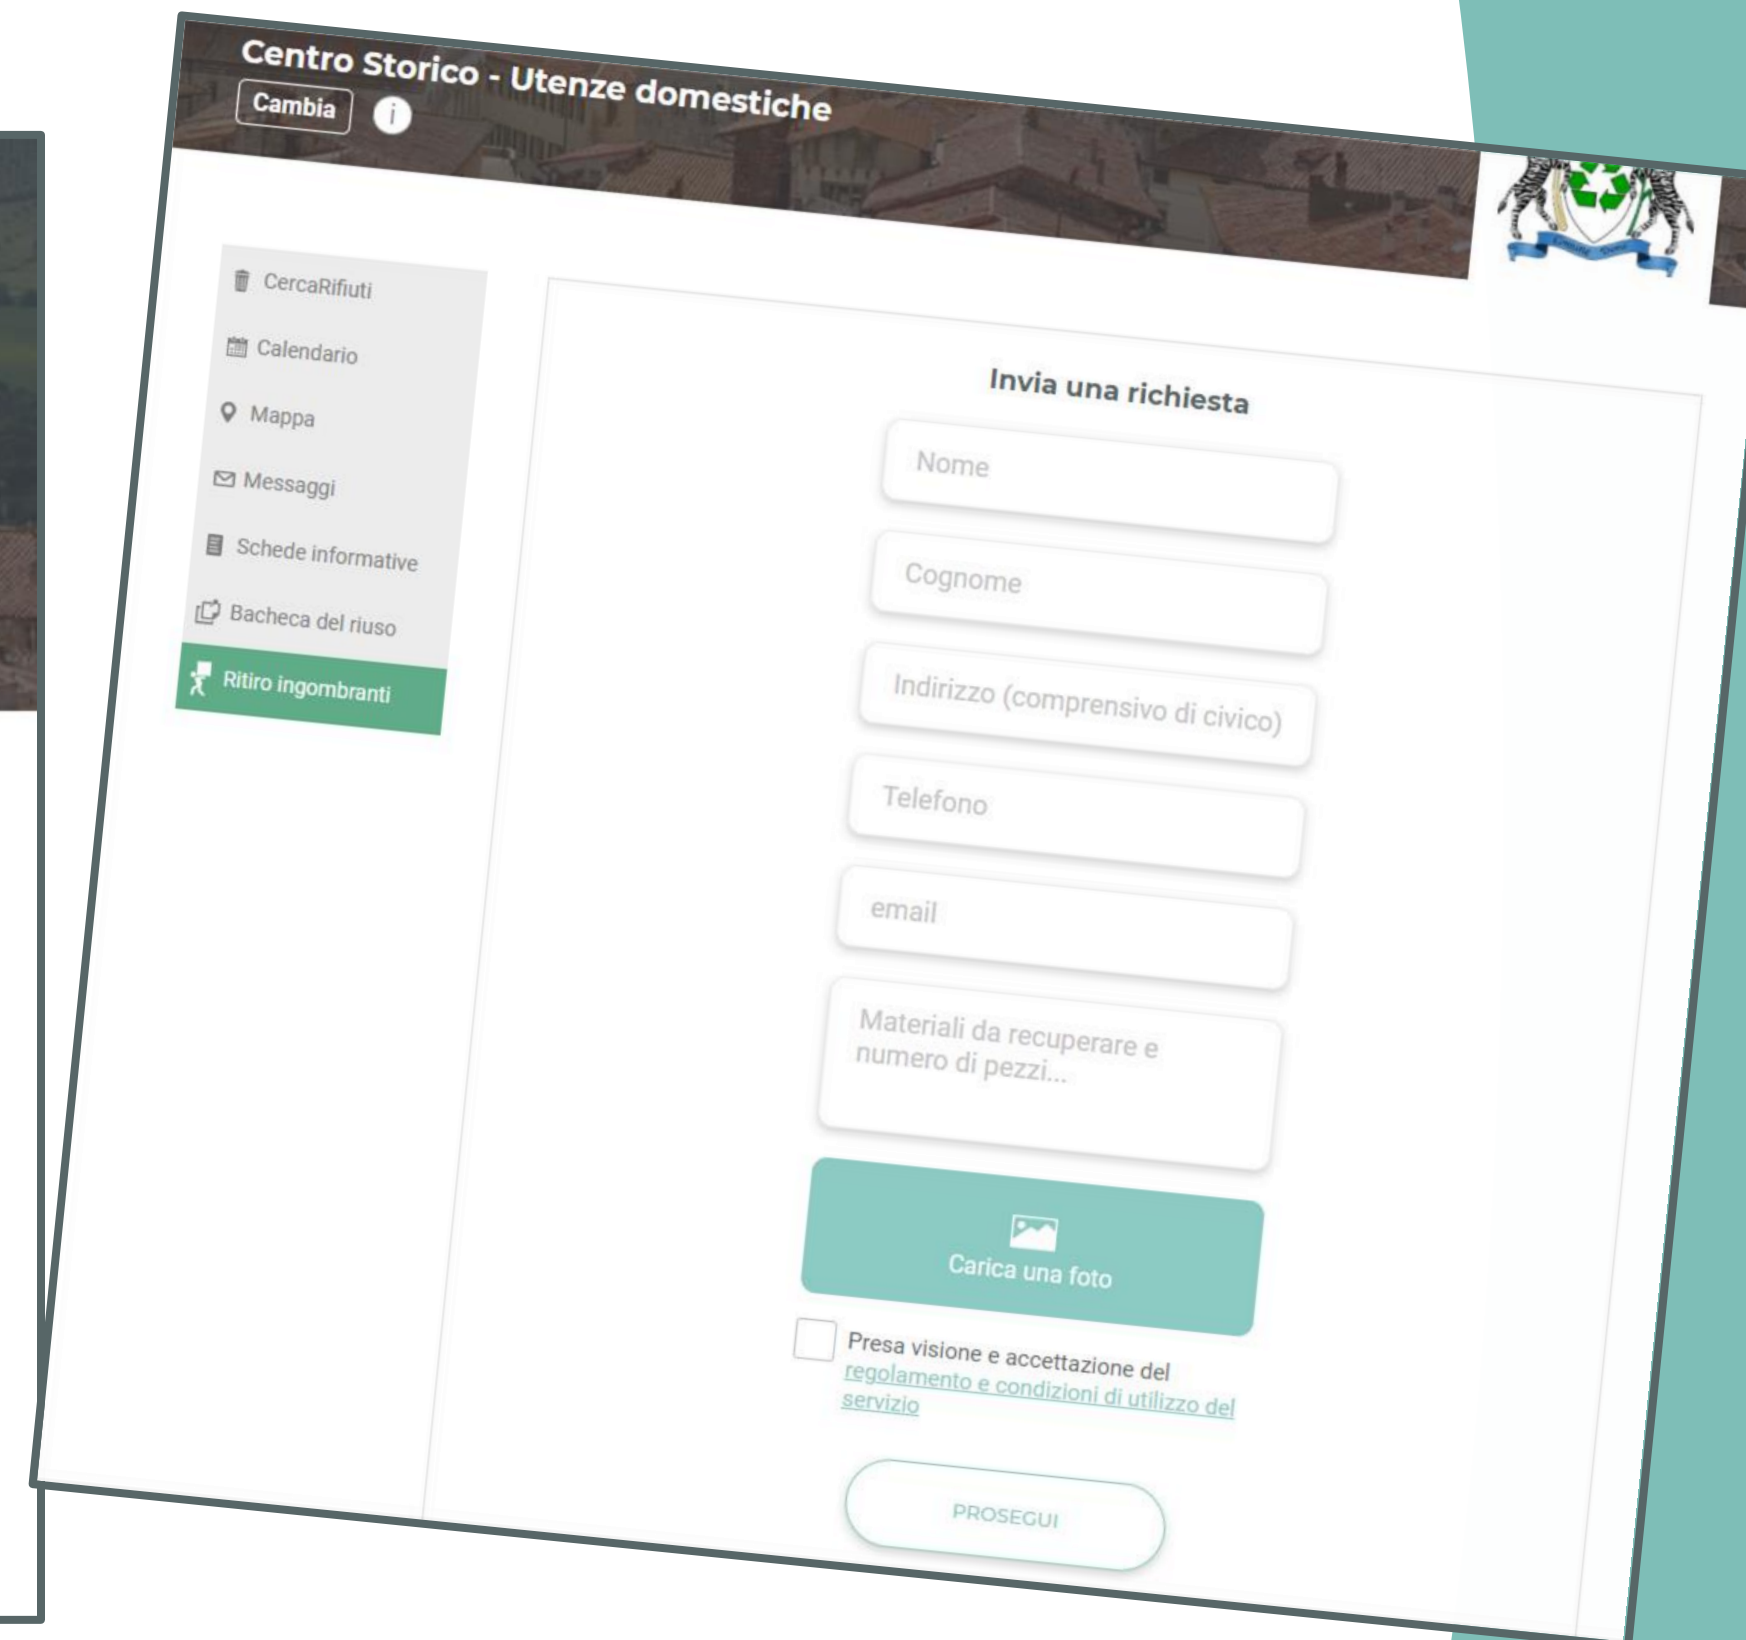 Centro Storico - Utenze domestiche
Cambia
i
CercaRifiuti
Calendario
Mappa
Messaggi
Schede informative
Bacheca del riuso
Ritiro ingombranti
Invia una richiesta
Nome
Cognome
Indirizzo (comprensivo di civico)
Telefono
email
Materiali da recuperare e
numero di pezzi...
Carica una foto
Presa visione e accettazione del
regolamento e condizioni di utilizzo del
servizio
PROSEGUI